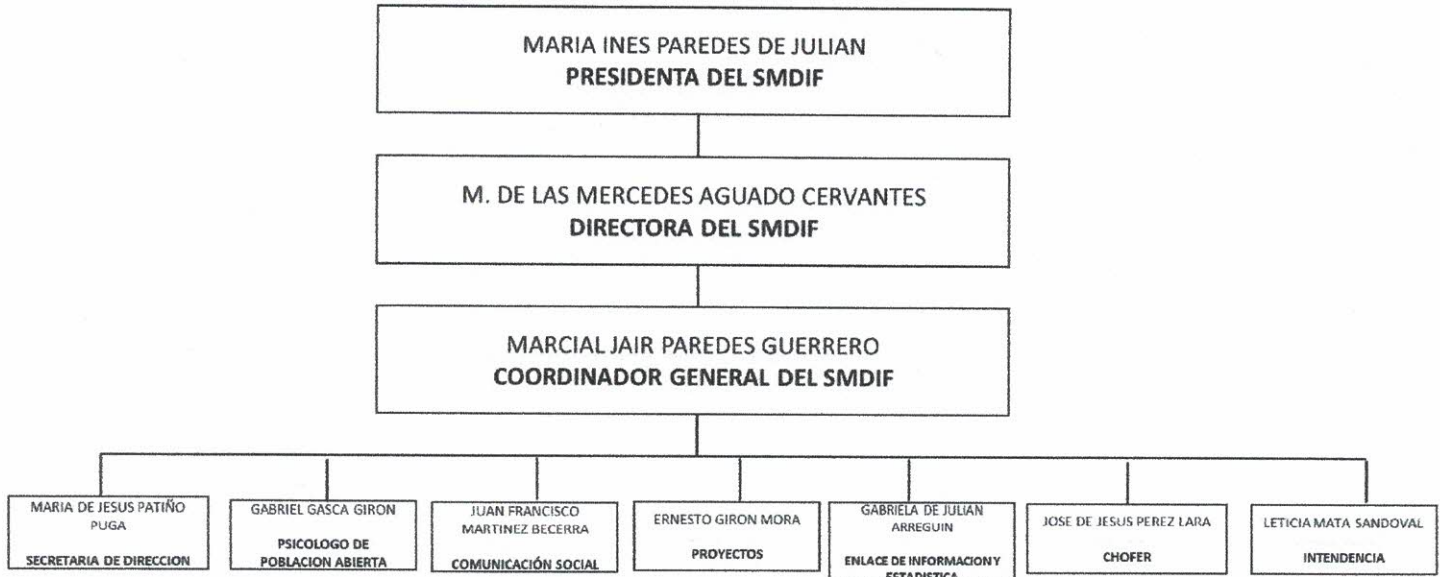 MARIA INES PAREDES DE JULIAN
PRESIDENTA DEL SMDIF
M. DE LAS MERCEDES AGUADO CERVANTES
DIRECTORA DEL SMDIF
MARCIAL JAIR PAREDES GUERRERO
COORDINADOR GENERAL DEL SMDIF
MARIA DE JESUS PATIÑO
PUGA
SECRETARIA DE DIRECCION
GABRIEL GASCA GIRON
PSICOLOGO DE
POBLACION ABIERTA
JUAN FRANCISCO
MARTINEZ BECERRA
COMUNICACIÓN SOCIAL
ERNESTO GIRON MORA
PROYECTOS
GABRIELA DE JULIAN
ARREGUIN
ENLACE DE INFORMACION Y
ESTADISTICA
JOSE DE JESUS PEREZ LARA
CHOFER
LETICIA MATA SANDOVAL
INTENDENCIA